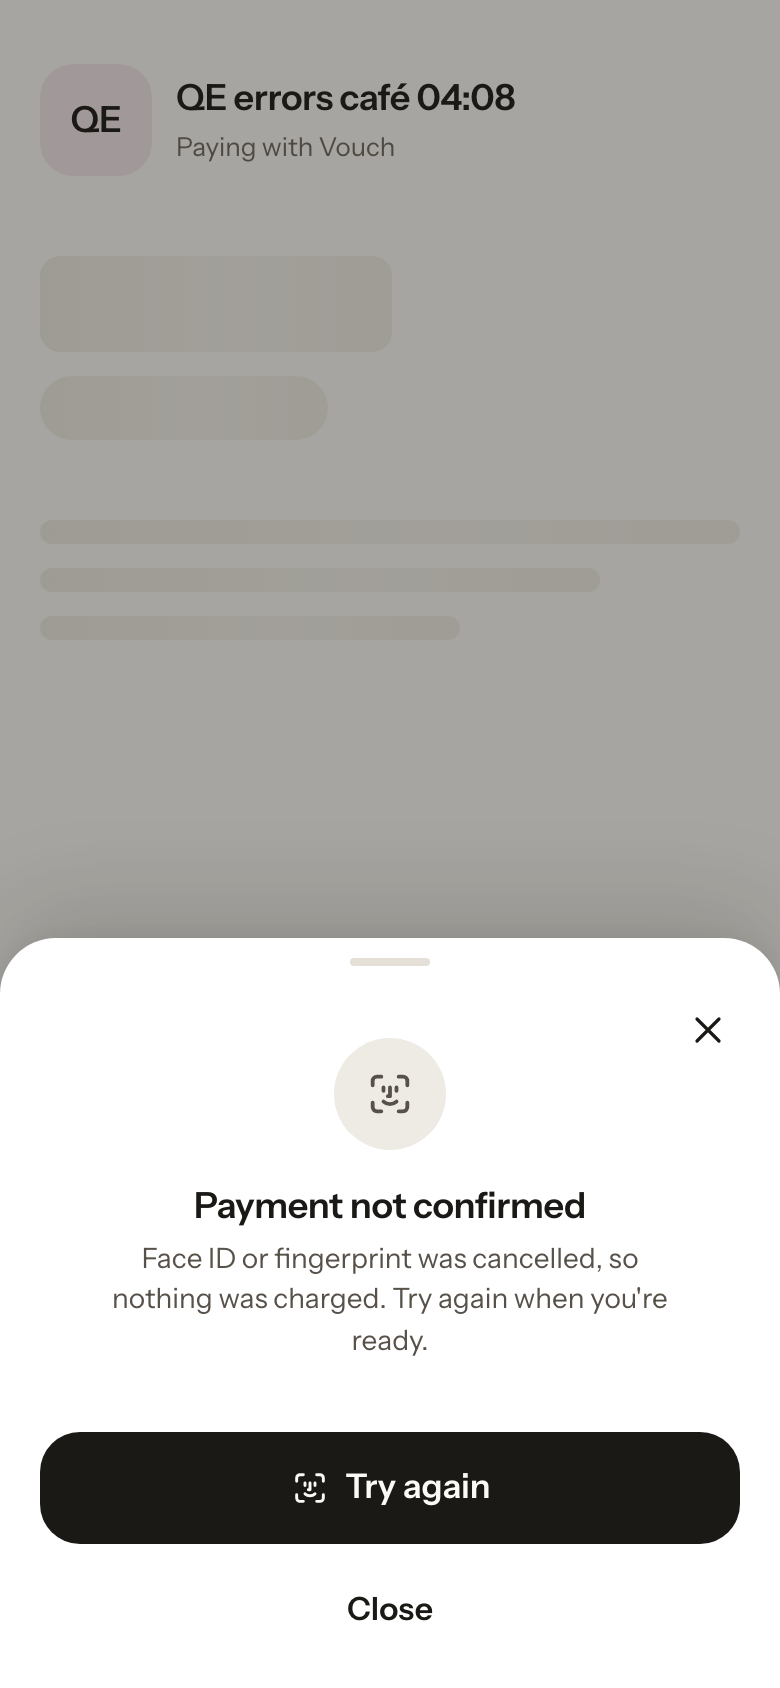 QE
QE errors café 04:08
Paying with Vouch
Payment not confirmed
Face ID or fingerprint was cancelled, so
nothing was charged. Try again when you're
ready.
Try again
Close